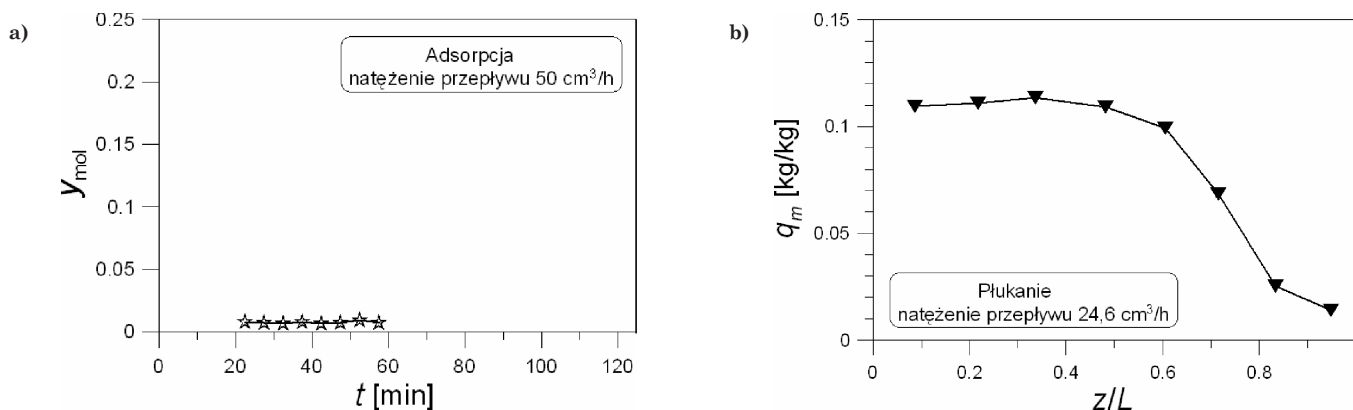 a)
0.25
0.2
0.15
0.1
0.05
0
y_mol
Adsorpcja
natężenie przepływu 50 cm³/h
0 20 40 60 80 100 120
t [min]
b)
0.15
0.1
0.05
0
q_m [kg/kg]
Płukanie
natężenie przepływu 24,6 cm³/h
0 0.2 0.4 0.6 0.8
z/L